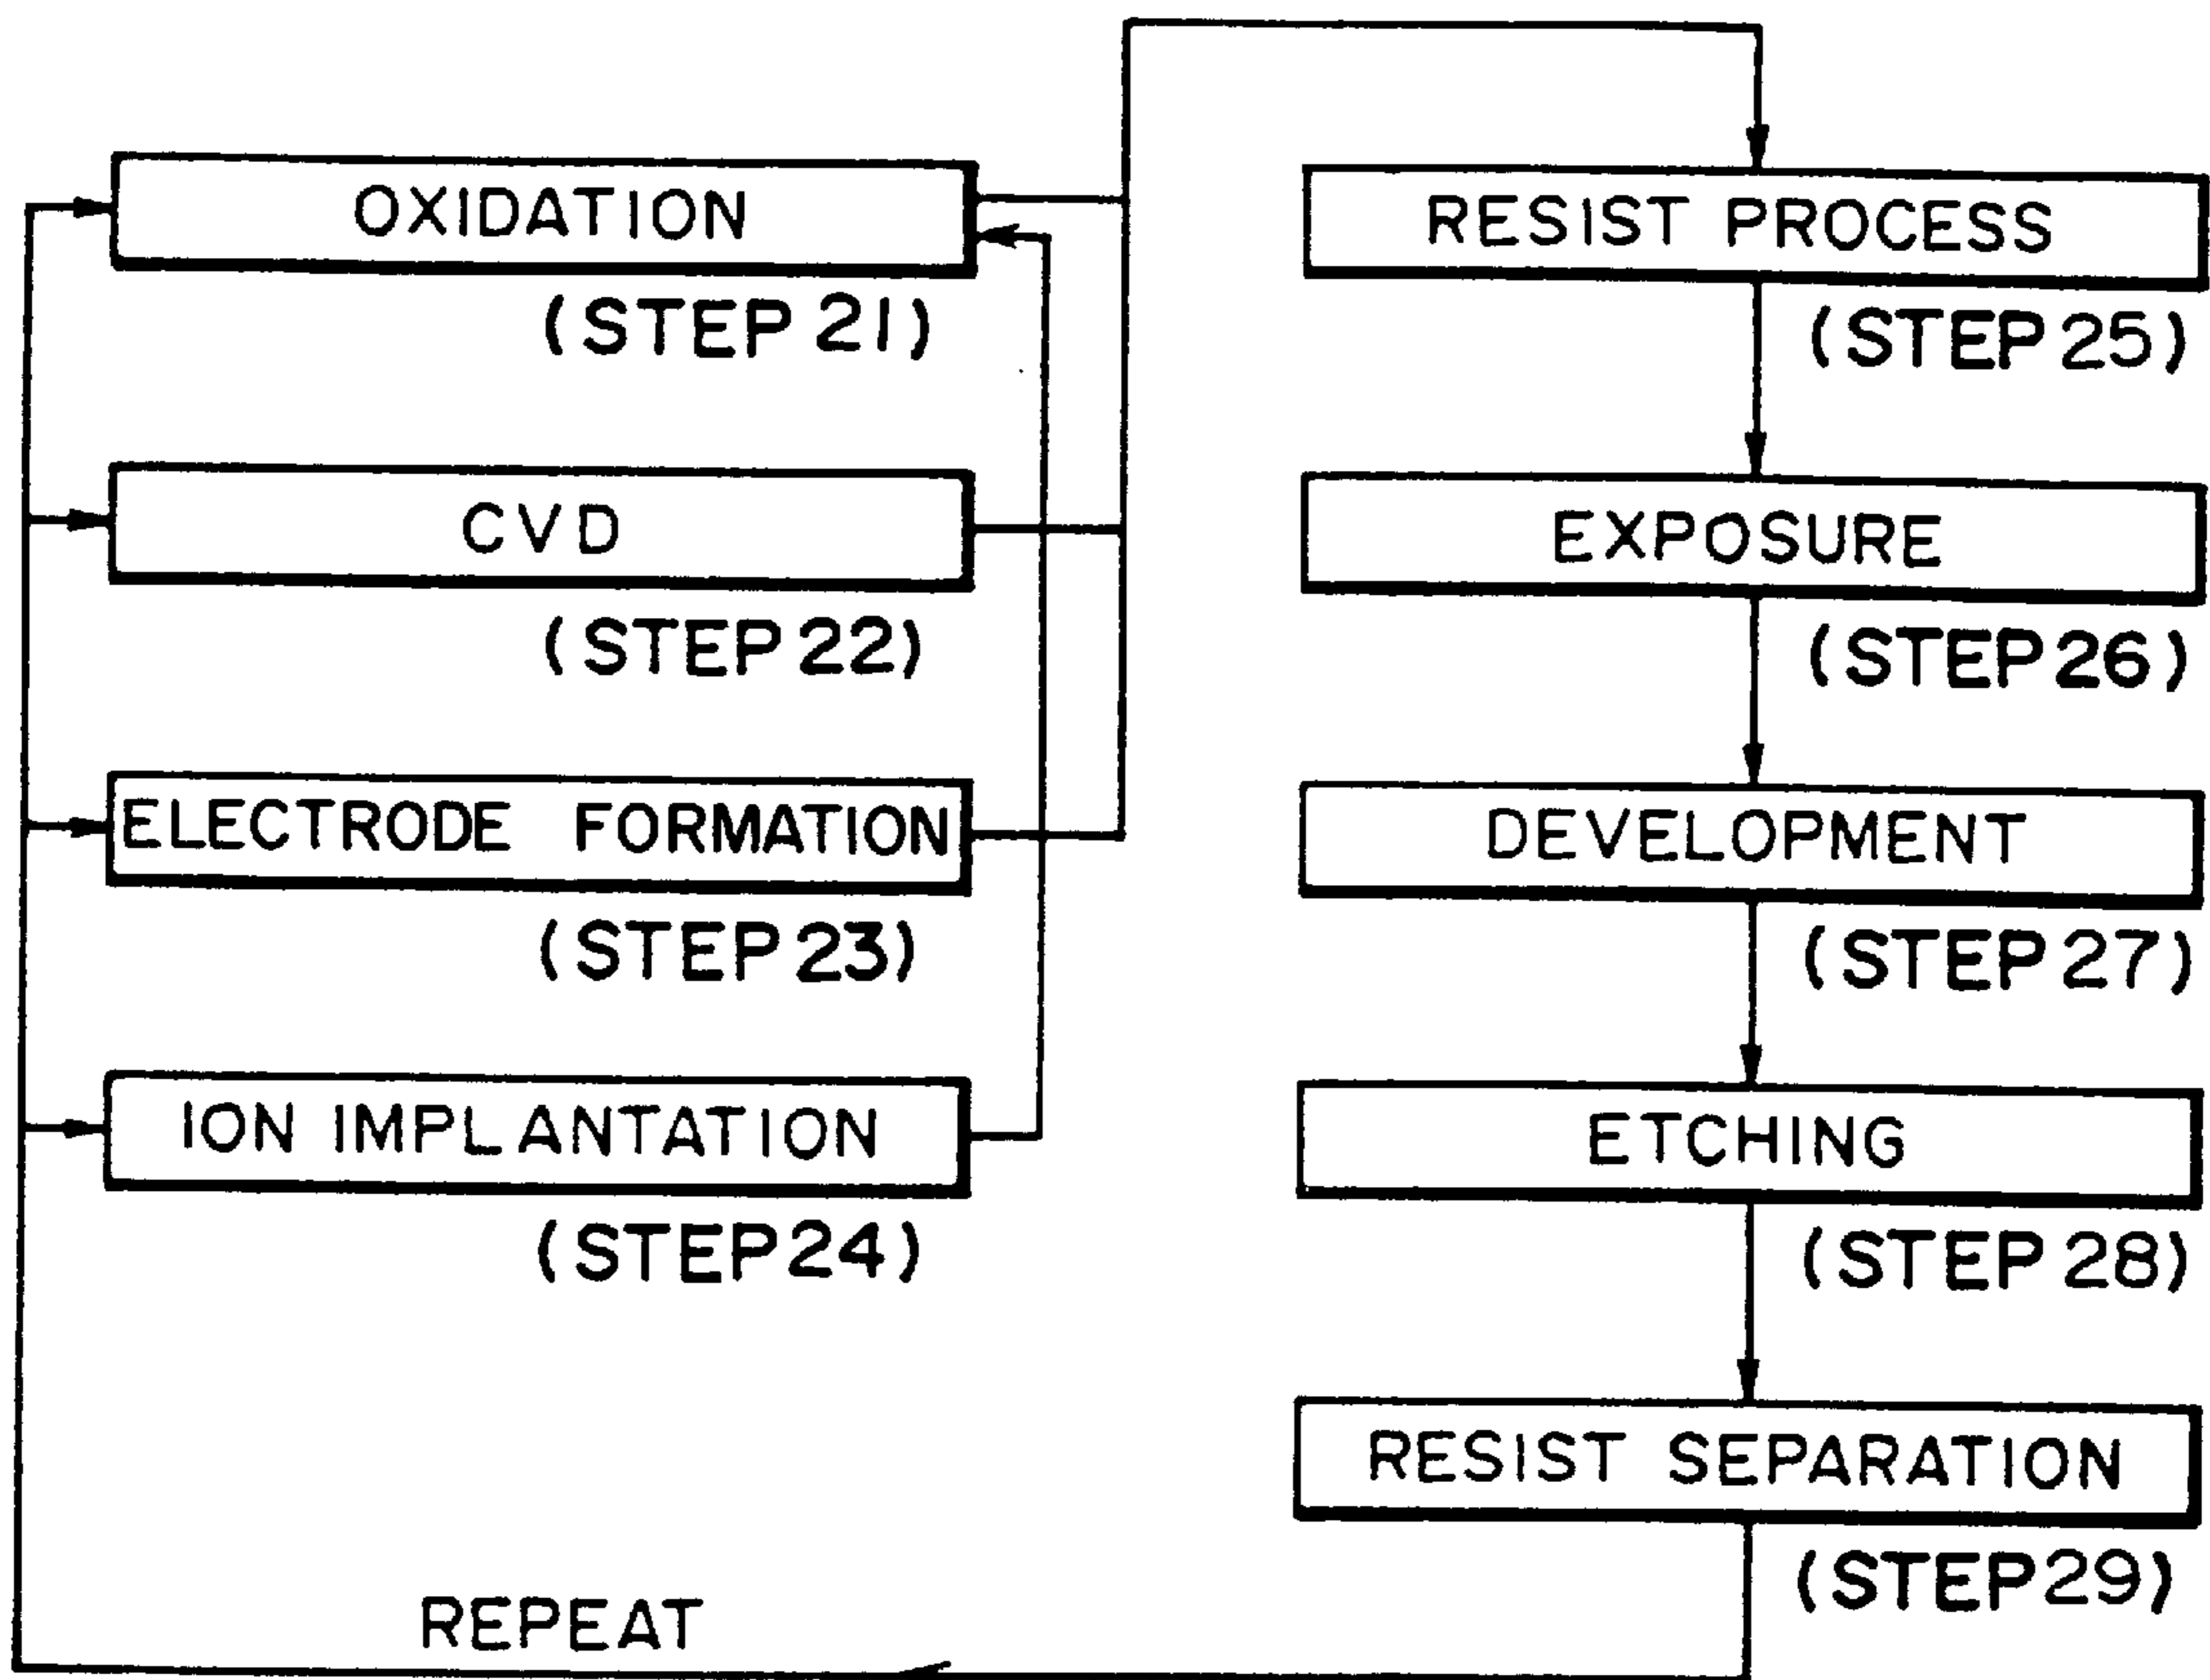 OXIDATION
(STEP 21)
CVD
(STEP 22)
ELECTRODE FORMATION
(STEP 23)
ION IMPLANTATION
(STEP 24)
REPEAT
RESIST PROCESS
(STEP 25)
EXPOSURE
(STEP 26)
DEVELOPMENT
(STEP 27)
ETCHING
(STEP 28)
RESIST SEPARATION
(STEP 29)